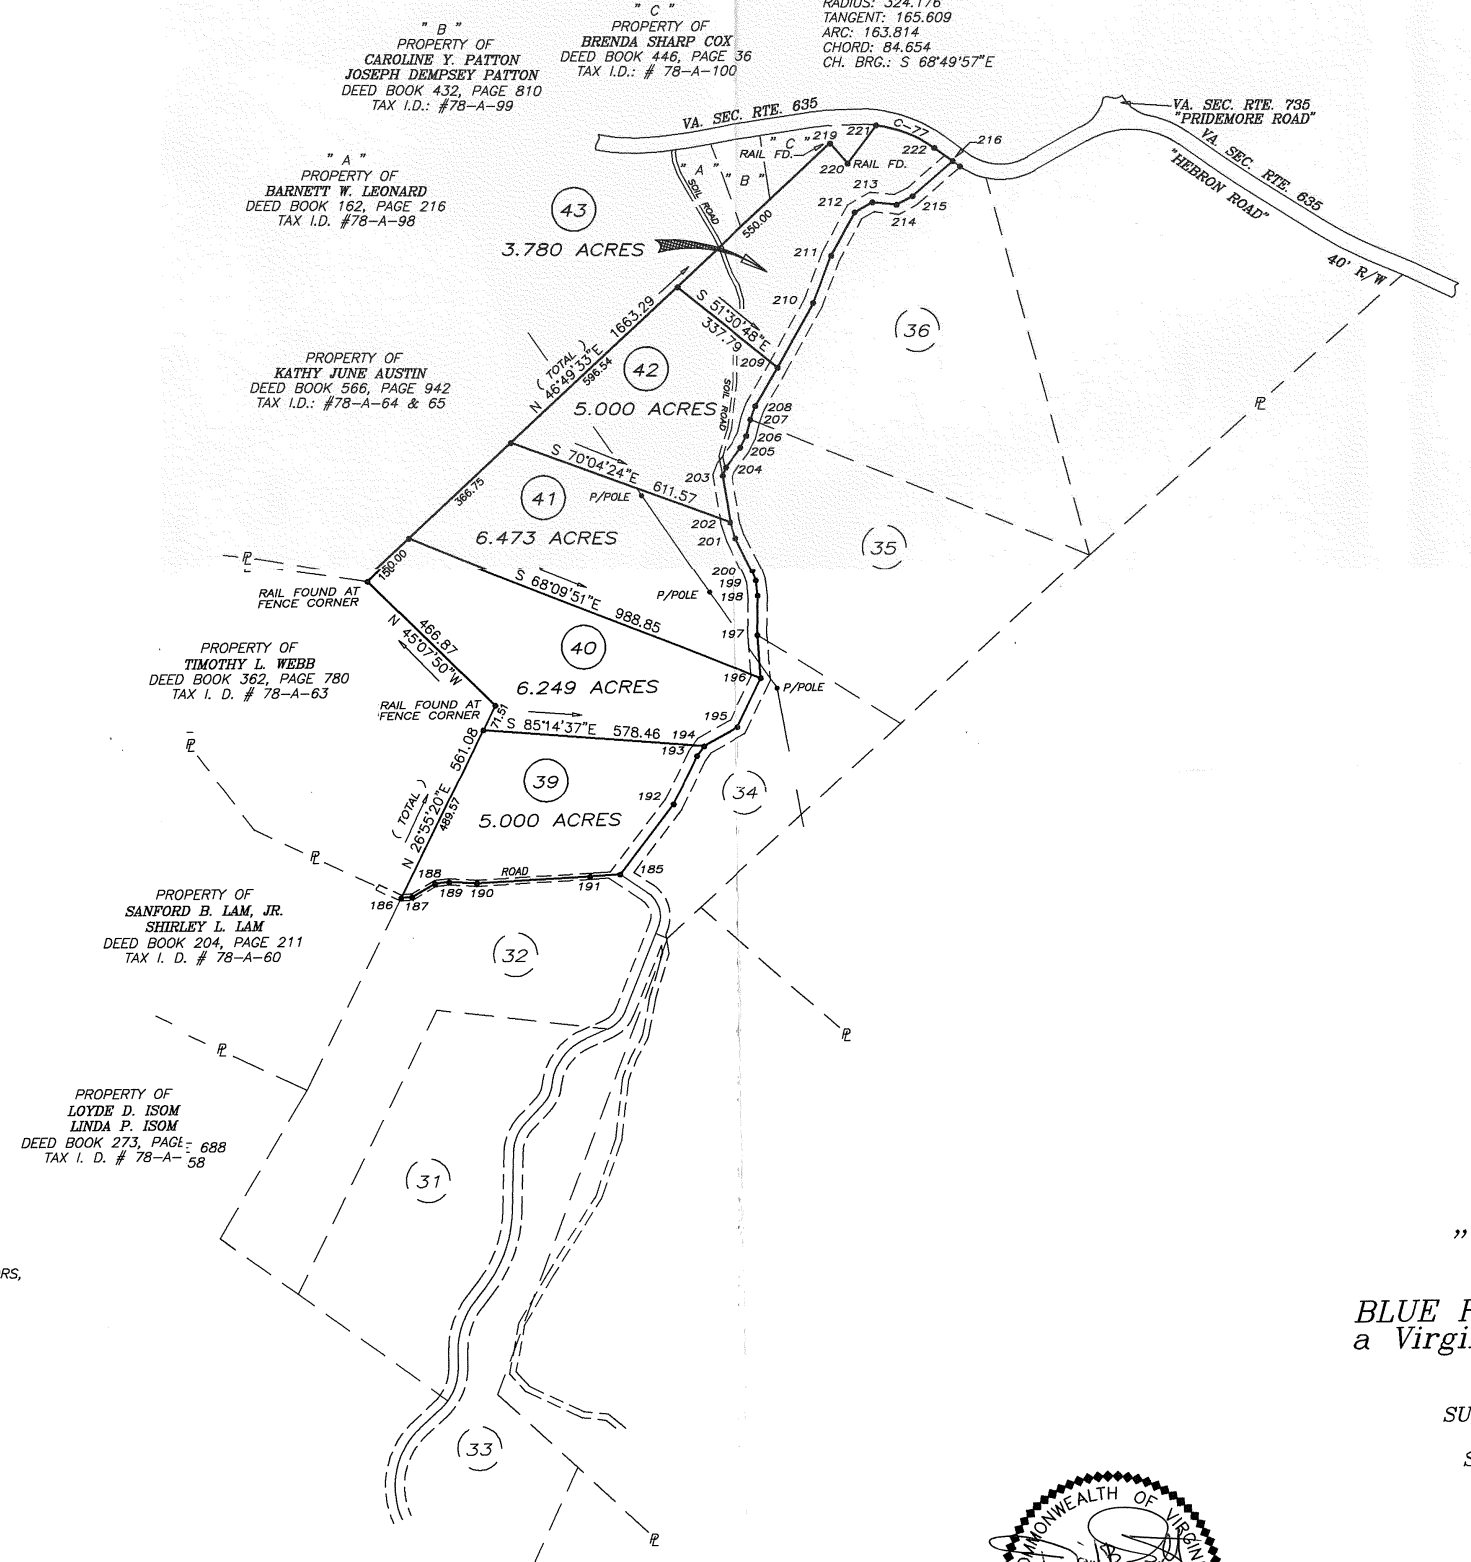 " C "
PROPERTY OF
BRENDA SHARP COX
DEED BOOK 446, PAGE 36
TAX I.D.: # 78-A-100
" B "
PROPERTY OF
CAROLINE Y. PATTON
JOSEPH DEMPSEY PATTON
DEED BOOK 432, PAGE 810
TAX I.D.: #78-A-99
RADIUS: 324.176
TANGENT: 165.609
ARC: 163.814
CHORD: 84.654
CH. BRG.: S 68°49'57"E
VA. SEC. RTE. 735
"PRIDEMORE ROAD"
VA. SEC. RTE. 635
"HEBRON ROAD"
40' R/W
VA. SEC. RTE. 635
C-77
219
221
222
216
" C "
RAIL FD.
220
RAIL FD.
" A "
" B "
SOIL ROAD
" A "
PROPERTY OF
BARNETT W. LEONARD
DEED BOOK 162, PAGE 216
TAX I.D. #78-A-98
43
3.780 ACRES
550.00
213
212
215
214
211
210
S 51°30'48"E
337.79
36
N 46°49'33"E 1663.29
( TOTAL )
596.54
PROPERTY OF
KATHY JUNE AUSTIN
DEED BOOK 566, PAGE 942
TAX I.D.: #78-A-64 & 65
42
5.000 ACRES
209
SOIL ROAD
208
207
206
205
204
203
S 70°04'24"E 611.57
P/POLE
366.75
41
6.473 ACRES
202
201
35
200
199
198
197
P/POLE
150.00
RAIL FOUND AT
FENCE CORNER
S 68°09'51"E 988.85
466.87
N 45°07'50"W
PROPERTY OF
TIMOTHY L. WEBB
DEED BOOK 362, PAGE 780
TAX I. D. # 78-A-63
40
6.249 ACRES
196
P/POLE
RAIL FOUND AT
FENCE CORNER
71.51
S 85°14'37"E 578.46
195
194
193
N 26°55'20"E 561.08
( TOTAL )
489.57
39
5.000 ACRES
192
34
188
ROAD
185
186
187
189
190
191
PROPERTY OF
SANFORD B. LAM, JR.
SHIRLEY L. LAM
DEED BOOK 204, PAGE 211
TAX I. D. # 78-A-60
32
PROPERTY OF
LOYDE D. ISOM
LINDA P. ISOM
DEED BOOK 273, PAGE 688
TAX I. D. # 78-A-58
31
33
RS,
"
BLUE
a Virgi
SU
S
COMMONWEALTH OF VIRGIN